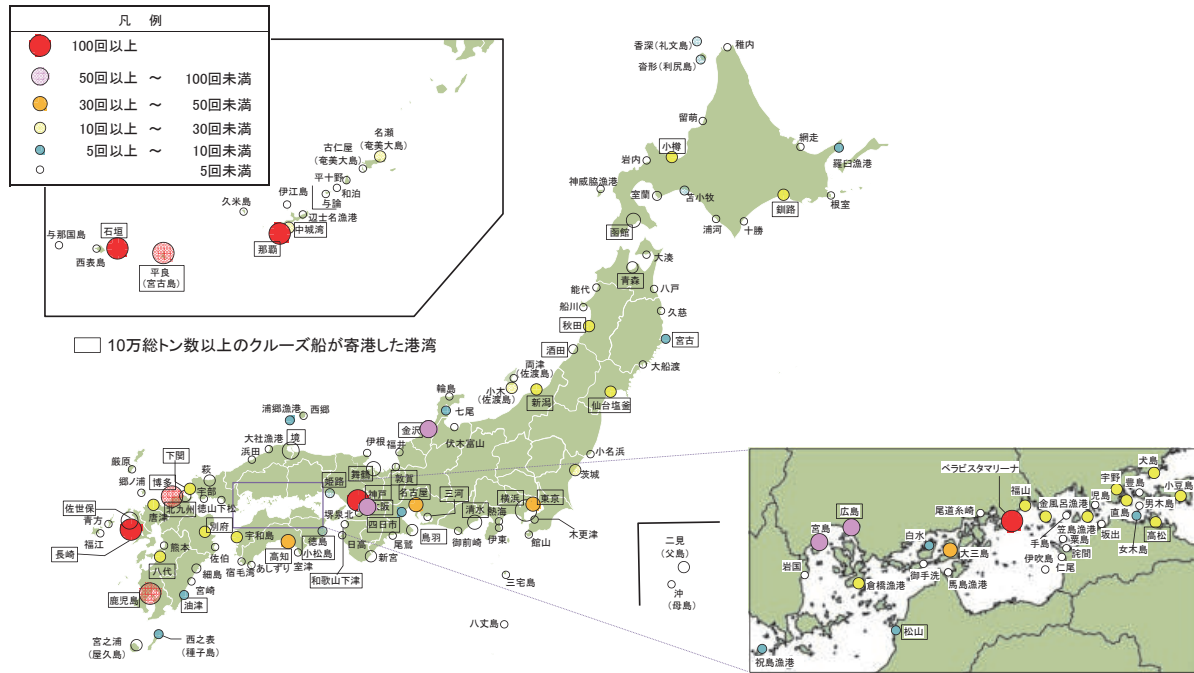 凡 例
100回以上
50回以上 ～ 100回未満
30回以上 ～ 50回未満
10回以上 ～ 30回未満
5回以上 ～ 10回未満
5回未満
名瀬
(奄美大島)
古仁屋
(奄美大島)
平十野
和泊
与論
伊江島
辺士名漁港
久米島
中城湾
那覇
与那国島
石垣
西表島
平良
(宮古島)
10万総トン数以上のクルーズ船が寄港した港湾
香深(礼文島)
稚内
沓形(利尻島)
留萌
網走
小樽
羅臼漁港
岩内
神威脇漁港
室蘭
苫小牧
釧路
根室
函館
浦河
十勝
大湊
青森
能代
八戸
船川
久慈
秋田
宮古
酒田
大船渡
両津
(佐渡島)
小木
(佐渡島)
新潟
仙台塩釜
輪島
七尾
浦郷漁港
西郷
金沢
伏木富山
小名浜
大社漁港
境
伊根
福井
浜田
茨城
厳原
下関
萩
舞鶴
敦賀
郷ノ浦
博多
宇部
姫路
神戸
名古屋
三河
横浜
東京
北九州
大阪
清水
佐世保
徳山下松
堺泉北
熱海
唐津
四日市
木更津
青方
別府
宇和島
徳島
鳥羽
御前崎
伊東
館山
福江
熊本
小松島
日高
尾鷲
長崎
佐伯
高知
室津
新宮
八代
細島
宿毛湾
あしずり
和歌山下津
宮崎
三宅島
鹿児島
油津
八丈島
宮之浦
(屋久島)
西之表
(種子島)
二見
(父島)
沖
(母島)
犬島
ベラビスタマリーナ
宇野
豊島
福山
金風呂漁港
児島
小豆島
広島
尾道糸崎
男木島
宮島
直島
笠島漁港
白水
高松
坂出
手島
粟島
大三島
女木島
詫間
岩国
伊吹島
仁尾
御手洗
倉橋漁港
馬島漁港
松山
祝島漁港